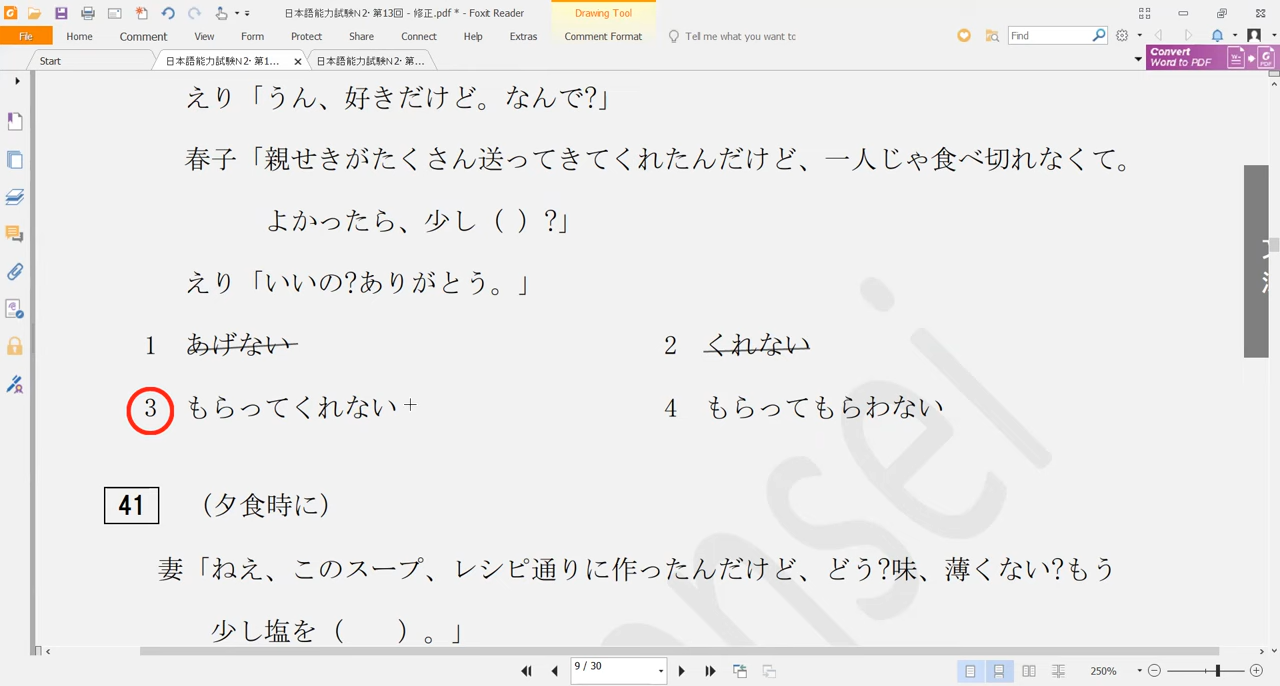 日本語能力試験N2· 第13回 - 修正.pdf * - Foxit Reader
Drawing Tool
File Home Comment View Form Protect Share Connect Help Extras Comment Format Tell me what you want to
Find
Start 日本語能力試験N2· 第1... 日本語能力試験N2· 第...
Convert
Word to PDF
えり「うん、好きだけど。なんで?」
春子「親せきがたくさん送ってきてくれたんだけど、一人じゃ食べ切れなくて。
よかったら、少し（ ）?」
えり「いいの?ありがとう。」
1 あげない 2 くれない
3 もらってくれない 4 もらってもらわない
41 （夕食時に）
妻「ねえ、このスープ、レシピ通りに作ったんだけど、どう?味、薄くない?もう
少し塩を（ ）。」
nsei
9 / 30
250%